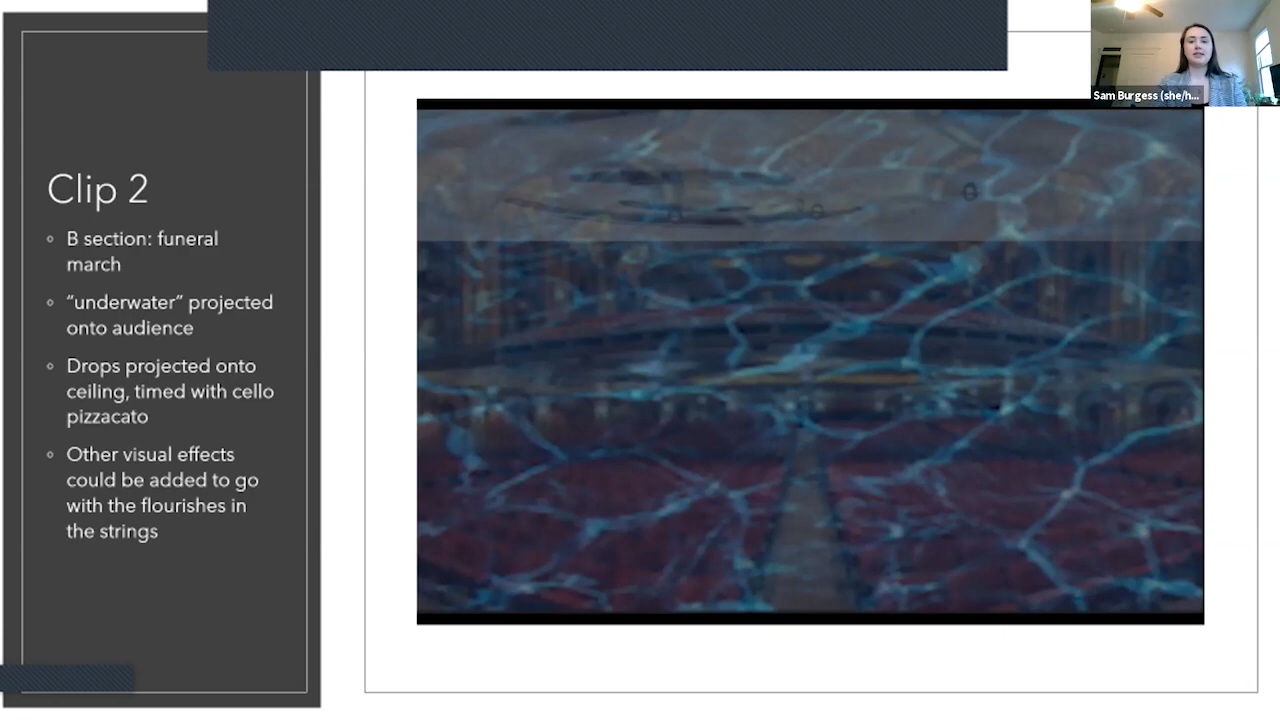 Sam Burgess (she/h...
Clip 2
B section: funeral
march
“underwater” projected
onto audience
Drops projected onto
ceiling, timed with cello
pizzacato
Other visual effects
could be added to go
with the flourishes in
the strings